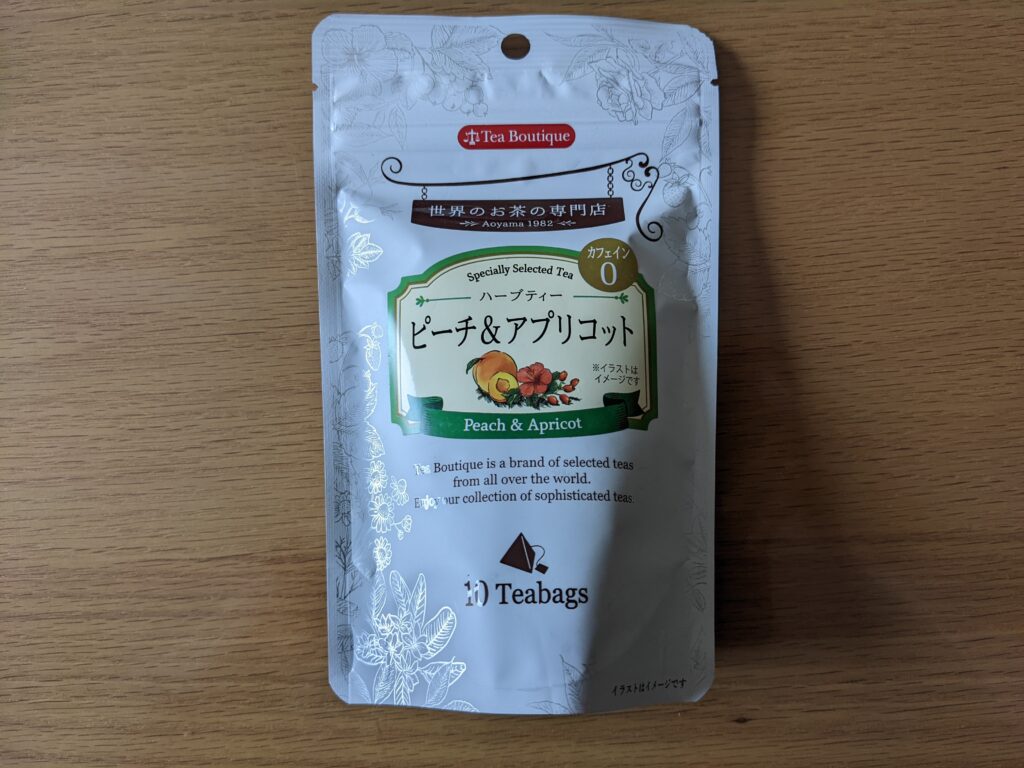 Tea Boutique
世界のお茶の専門店
Aoyama 1982
カフェイン
0
Specially Selected Tea
ハーブティー
ピーチ&アプリコット
※イラストは
イメージです
Peach & Apricot
Tea Boutique is a brand of selected teas
from all over the world.
Enjoy our collection of sophisticated teas.
10 Teabags
イラストはイメージです